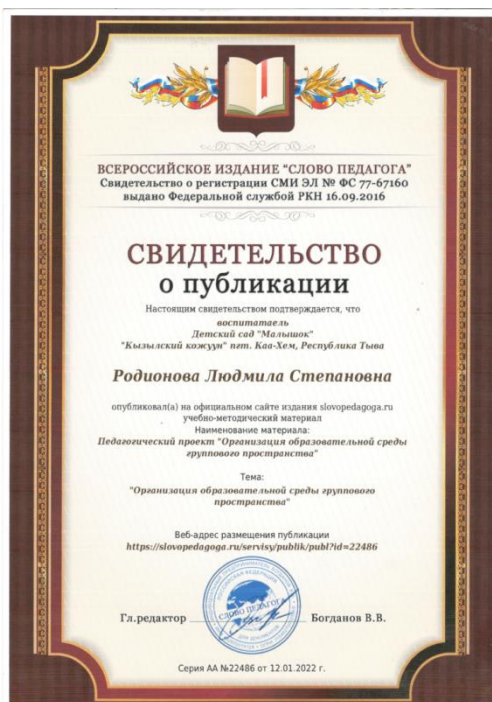 ВСЕРОССИЙСКОЕ ИЗДАНИЕ "СЛОВО ПЕДАГОГА"
Свидетельство о регистрации СМИ ЭЛ № ФС 77-67160
выдано Федеральной службой РКН 16.09.2016
СВИДЕТЕЛЬСТВО
о публикации
Настоящим свидетельством подтверждается, что
воспитатаель
Детский сад "Малышок"
"Кызылский кожуун" пгт. Каа-Хем, Республика Тыва
Родионова Людмила Степановна
опубликовал(а) на официальном сайте издания slovopedagoga.ru
учебно-методический материал
Наименование материала:
Педагогический проект "Организация образовательной среды
группового пространства"
Тема:
"Организация образовательной среды группового
пространства"
Веб-адрес размещения публикации
https://slovopedagoga.ru/servisy/publik/publ?id=22486
СЛОВО ПЕДАГОГА
Гл.редактор
Богданов В.В.
Серия АА №22486 от 12.01.2022 г.